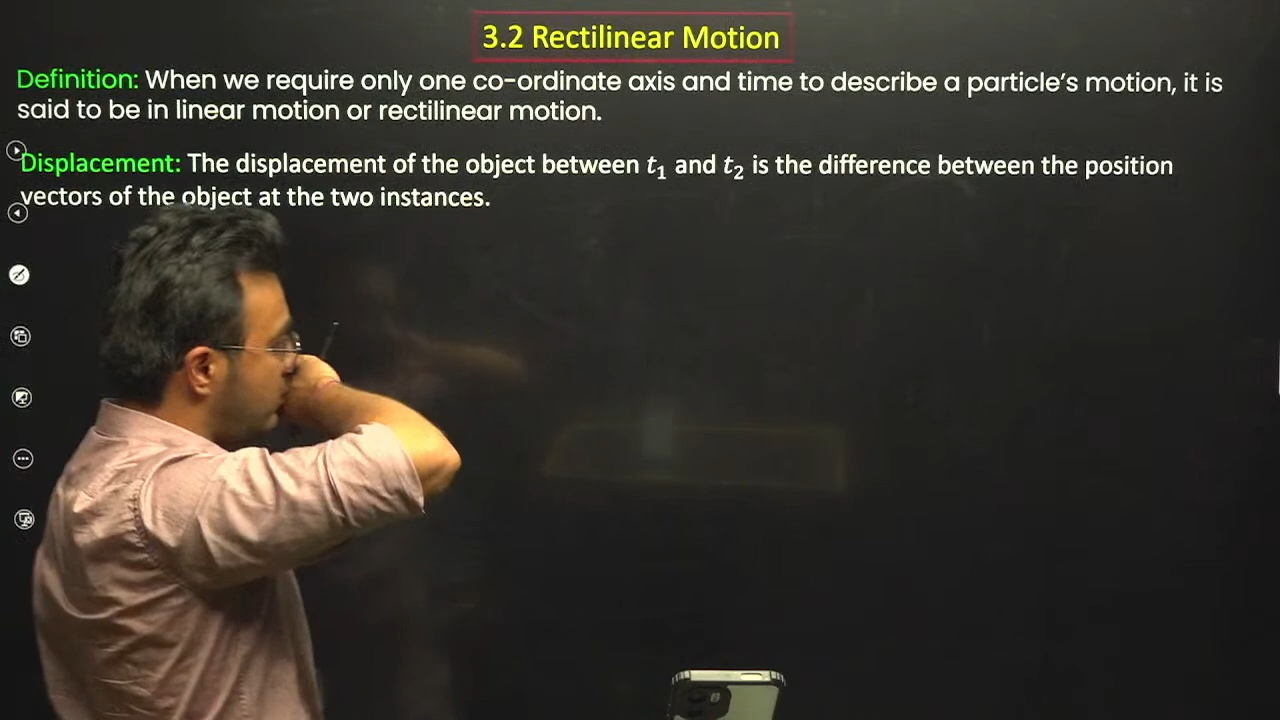 3.2 Rectilinear Motion
Definition: When we require only one co-ordinate axis and time to describe a particle's motion, it is
said to be in linear motion or rectilinear motion.
Displacement: The displacement of the object between t₁ and t₂ is the difference between the position
vectors of the object at the two instances.